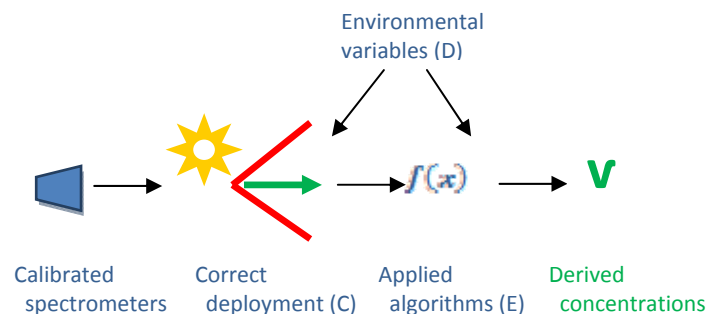 Environmental
variables (D)
f(x)
Calibrated
spectrometers
Correct
deployment (C)
Applied
algorithms (E)
Derived
concentrations